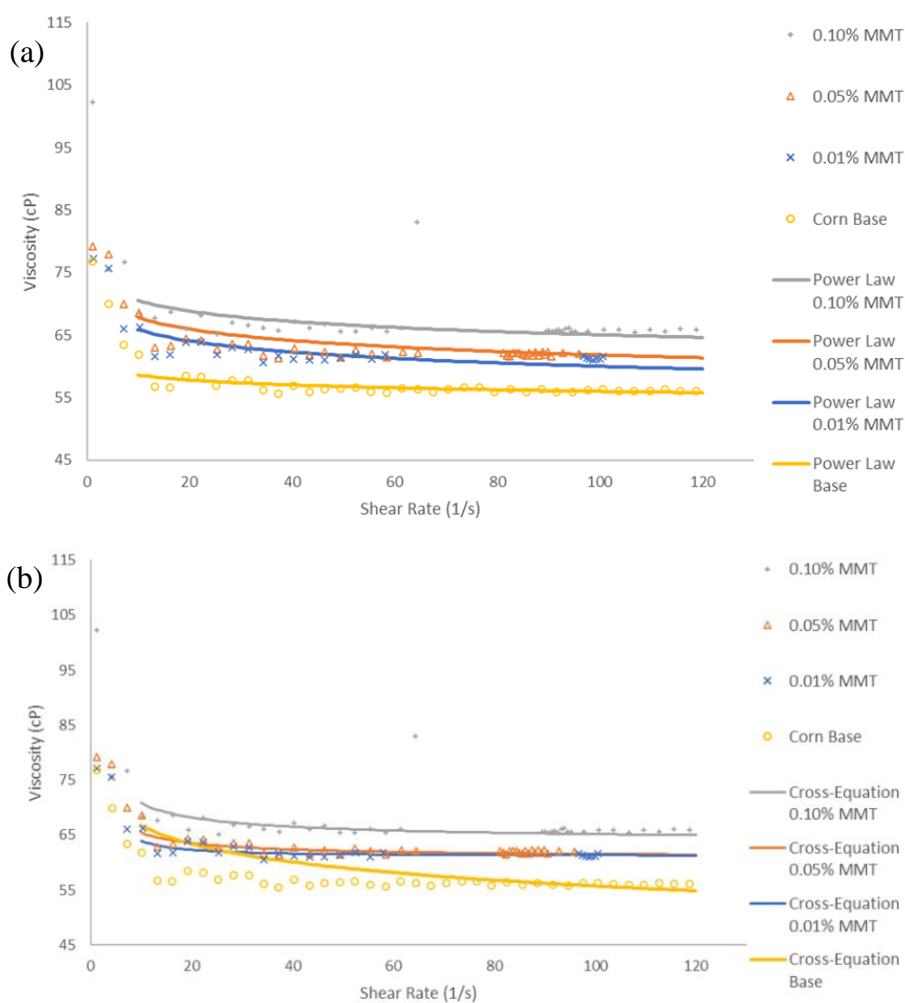 (a)
115
105
95
85
75
65
55
45
Viscosity (cP)
0 20 40 60 80 100 120
Shear Rate (1/s)
0.10% MMT
0.05% MMT
0.01% MMT
Corn Base
Power Law
0.10% MMT
Power Law
0.05% MMT
Power Law
0.01% MMT
Power Law
Base
(b)
115
105
95
85
75
65
55
45
Viscosity (cP)
0 20 40 60 80 100 120
Shear Rate (1/s)
0.10% MMT
0.05% MMT
0.01% MMT
Corn Base
Cross-Equation
0.10% MMT
Cross-Equation
0.05% MMT
Cross-Equation
0.01% MMT
Cross-Equation
Base